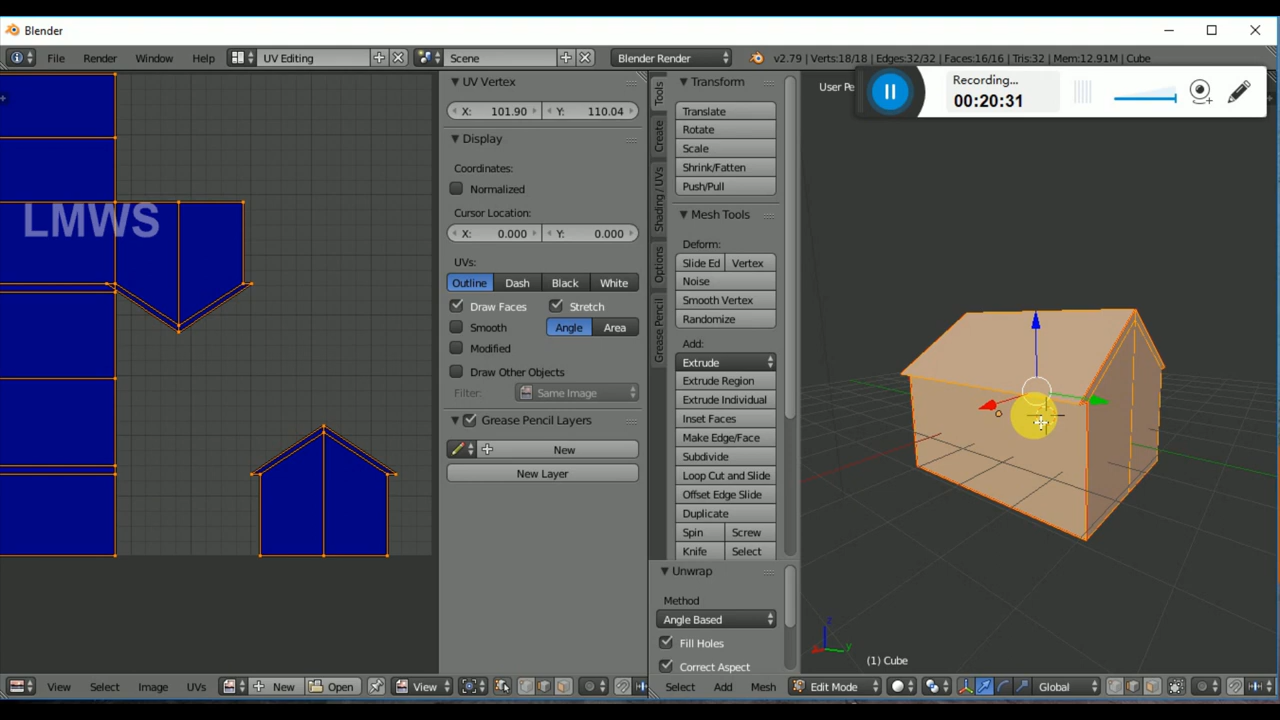 Blender
File Render Window Help UV Editing Scene Blender Render v2.79 | Verts:18/18 | Edges:32/32 | Faces:16/16 | Tris:32 | Mem:12.91M | Cube
Recording...
00:20:31
User Pe
LMWS
UV Vertex
X: 101.90 Y: 110.04
Display
Coordinates:
Normalized
Cursor Location:
X: 0.000 Y: 0.000
UVs:
Outline Dash Black White
Draw Faces Stretch
Smooth Angle Area
Modified
Draw Other Objects
Filter: Same Image
Grease Pencil Layers
New
New Layer
Tools
Create
Shading / UVs
Options
Grease Pencil
Transform
Translate
Rotate
Scale
Shrink/Fatten
Push/Pull
Mesh Tools
Deform:
Slide Ed Vertex
Noise
Smooth Vertex
Randomize
Add:
Extrude
Extrude Region
Extrude Individual
Inset Faces
Make Edge/Face
Subdivide
Loop Cut and Slide
Offset Edge Slide
Duplicate
Spin Screw
Knife Select
Unwrap
Method
Angle Based
Fill Holes
Correct Aspect
z
y
(1) Cube
View Select Image UVs New Open View
Select Add Mesh Edit Mode Global